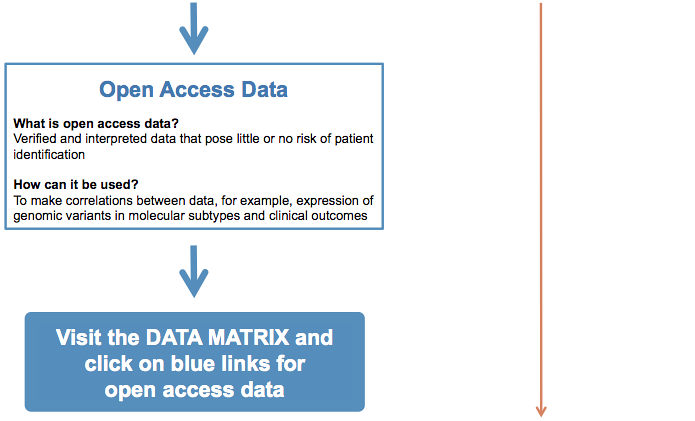 Open Access Data
What is open access data?
Verified and interpreted data that pose little or no risk of patient
identification
How can it be used?
To make correlations between data, for example, expression of
genomic variants in molecular subtypes and clinical outcomes
Visit the DATA MATRIX and
click on blue links for
open access data